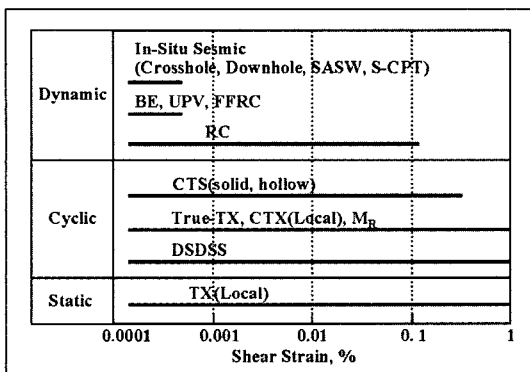 Dynamic
In-Situ Sesmic
(Crosshole, Downhole, SASW, S-CPT)
BE, UPV, FFRC
RC
Cyclic
CTS(solid, hollow)
True-TX, CTX(Local), MR
DSDSS
Static
TX(Local)
0.0001 0.001 0.01 0.1 1
Shear Strain, %